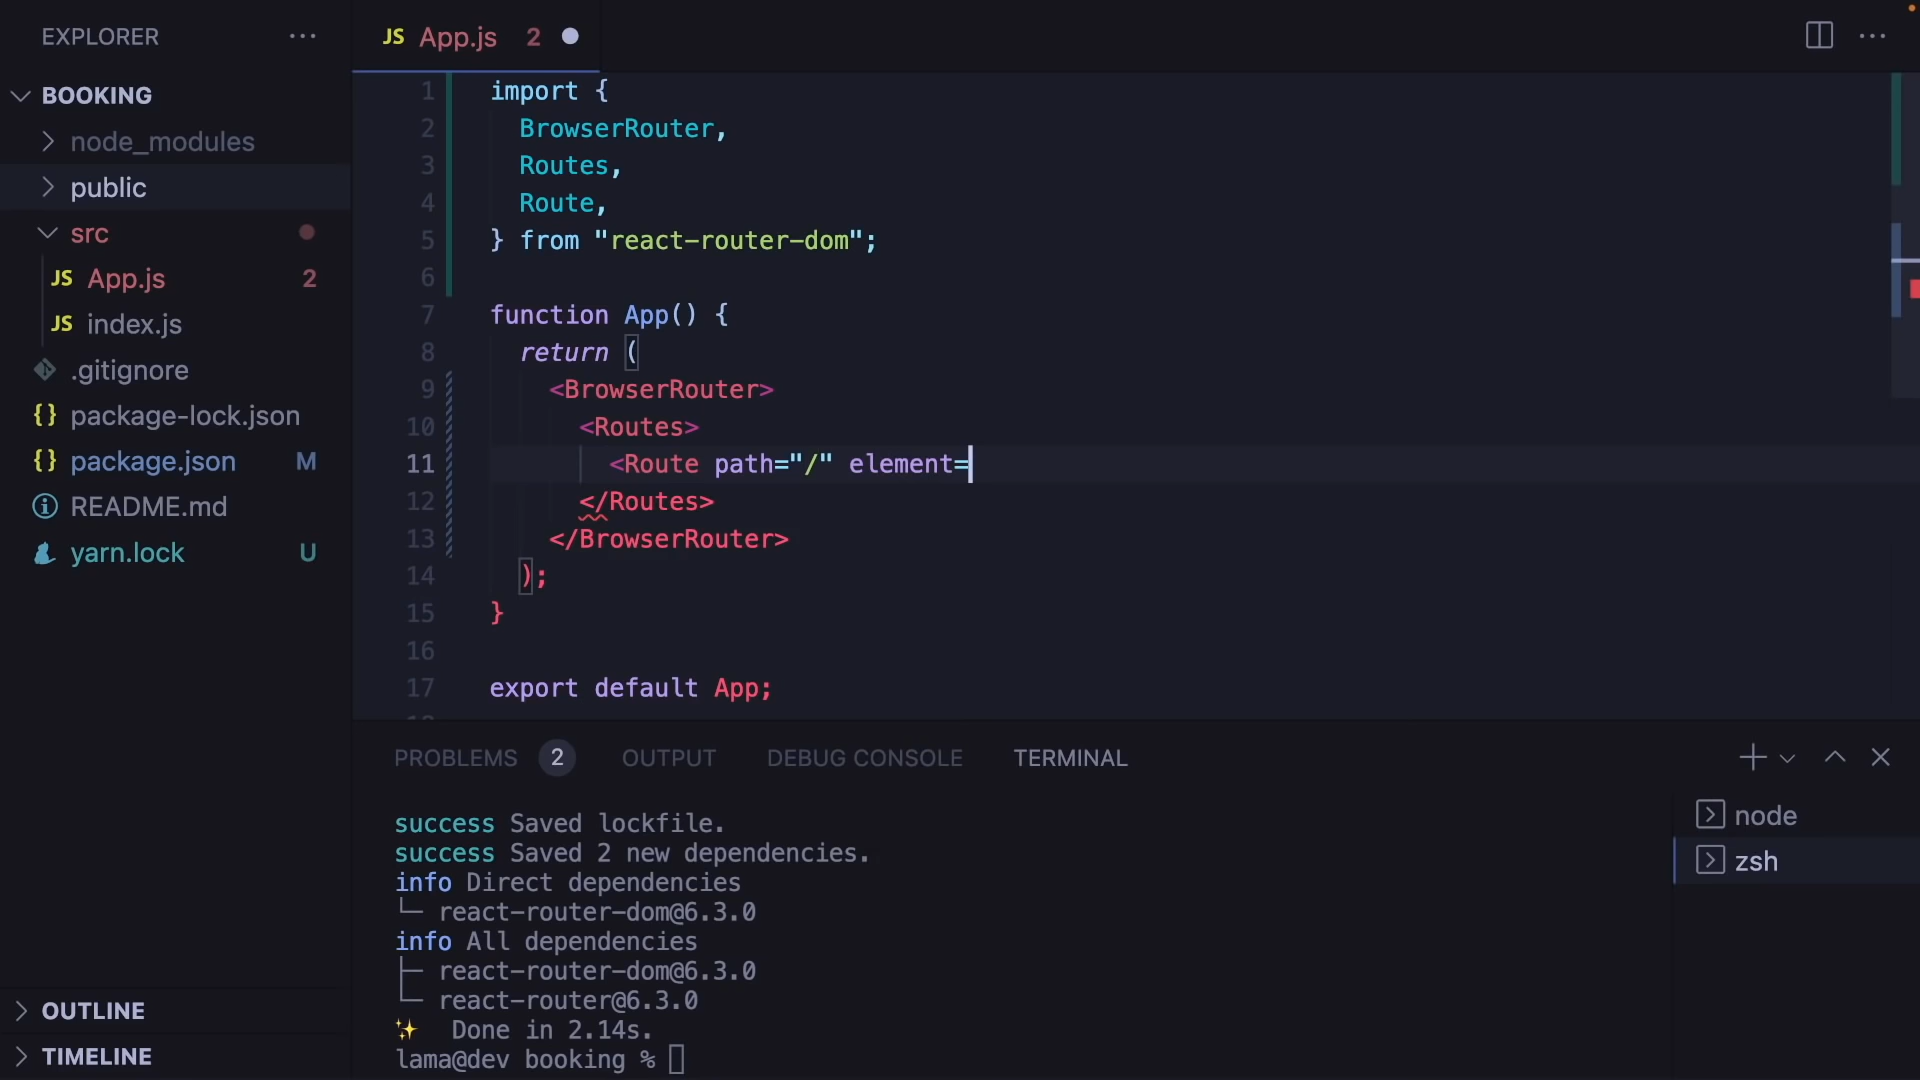 EXPLORER
BOOKING
node_modules
public
src
JS App.js 2
JS index.js
.gitignore
{} package-lock.json
{} package.json M
README.md
yarn.lock U
OUTLINE
TIMELINE
JS App.js 2
1 import {
2 BrowserRouter,
3 Routes,
4 Route,
5 } from "react-router-dom";
6
7 function App() {
8 return (
9 <BrowserRouter>
10 <Routes>
11 <Route path="/" element=
12 </Routes>
13 </BrowserRouter>
14 );
15 }
16
17 export default App;
PROBLEMS 2 OUTPUT DEBUG CONSOLE TERMINAL
success Saved lockfile.
success Saved 2 new dependencies.
info Direct dependencies
└─ react-router-dom@6.3.0
info All dependencies
├─ react-router-dom@6.3.0
└─ react-router@6.3.0
✨ Done in 2.14s.
lama@dev booking %
node
zsh